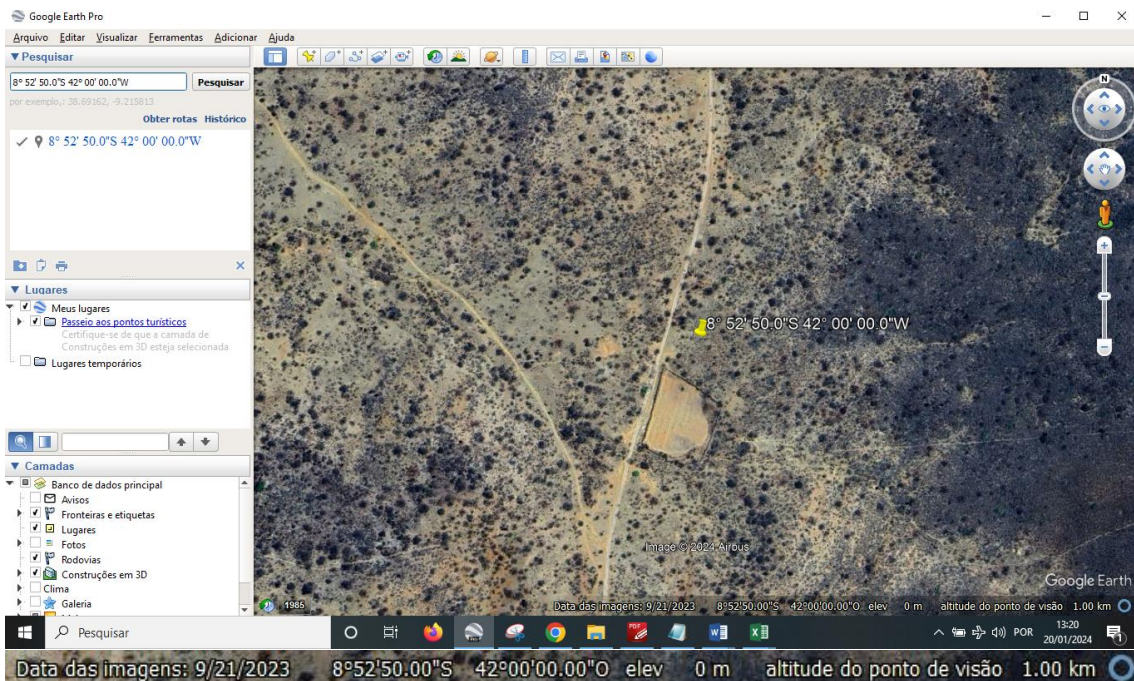 Google Earth Pro
Arquivo Editar Visualizar Ferramentas Adicionar Ajuda
Pesquisar
8° 52' 50.0"S 42° 00' 00.0"W Pesquisar
por exemplo,: 38.69162, -9.215813
Obter rotas Histórico
8° 52' 50.0"S 42° 00' 00.0"W
Lugares
Meus lugares
Passeio aos pontos turísticos
Certifique-se de que a camada de
Construções em 3D esteja selecionada
Lugares temporários
Camadas
Banco de dados principal
Avisos
Fronteiras e etiquetas
Lugares
Fotos
Rodovias
Construções em 3D
Clima
Galeria
N
8° 52' 50.0"S 42° 00' 00.0"W
Image © 2024 Airbus
Google Earth
1985
Data das imagens: 9/21/2023 8°52'50.00"S 42°00'00.00"O elev 0 m altitude do ponto de visão 1.00 km
Pesquisar
PDF
POR
13:20
20/01/2024
1
Data das imagens: 9/21/2023 8°52'50.00"S 42°00'00.00"O elev 0 m altitude do ponto de visão 1.00 km